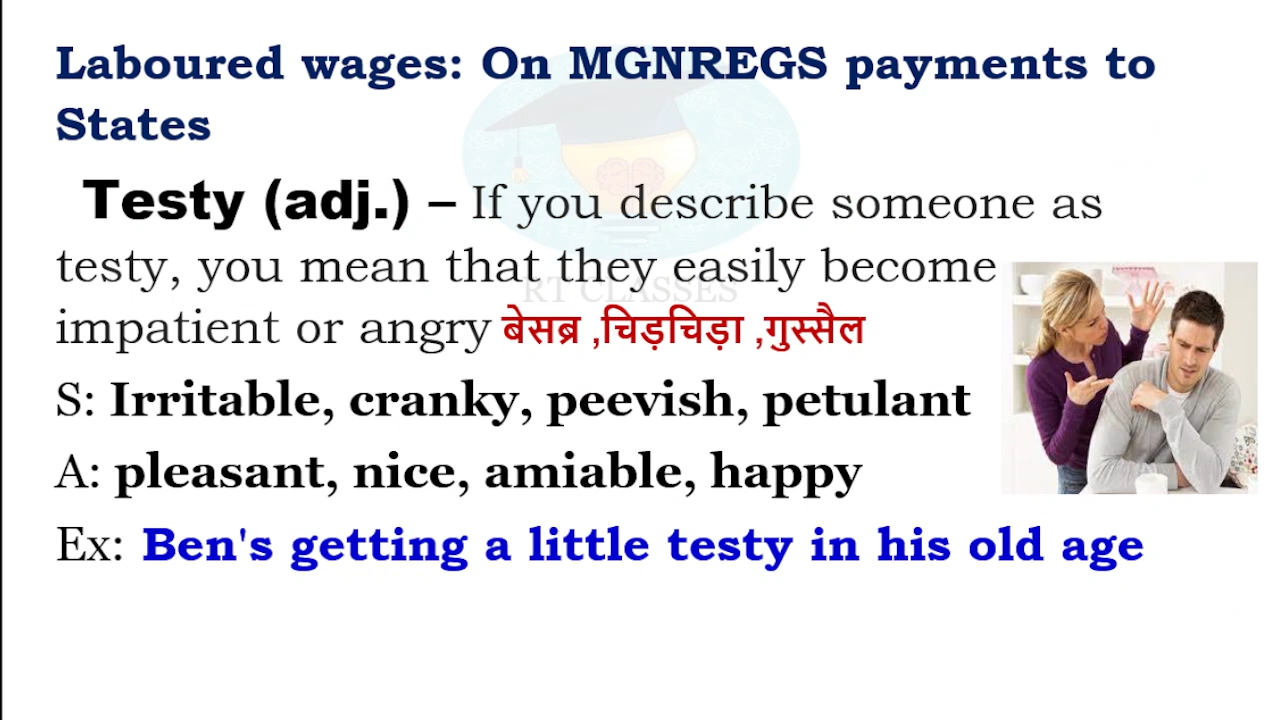 Laboured wages: On MGNREGS payments to
States
Testy (adj.) – If you describe someone as
testy, you mean that they easily become
RT CLASSES
impatient or angry बेसब्र ,चिड़चिड़ा ,गुस्सैल
S: Irritable, cranky, peevish, petulant
A: pleasant, nice, amiable, happy
Ex: Ben's getting a little testy in his old age